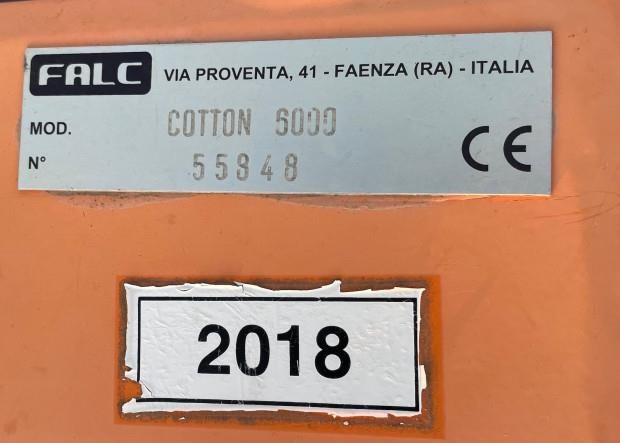 FALC VIA PROVENTA, 41 - FAENZA (RA) - ITALIA
MOD. COTTON 6000
N° 55848 CE
2018